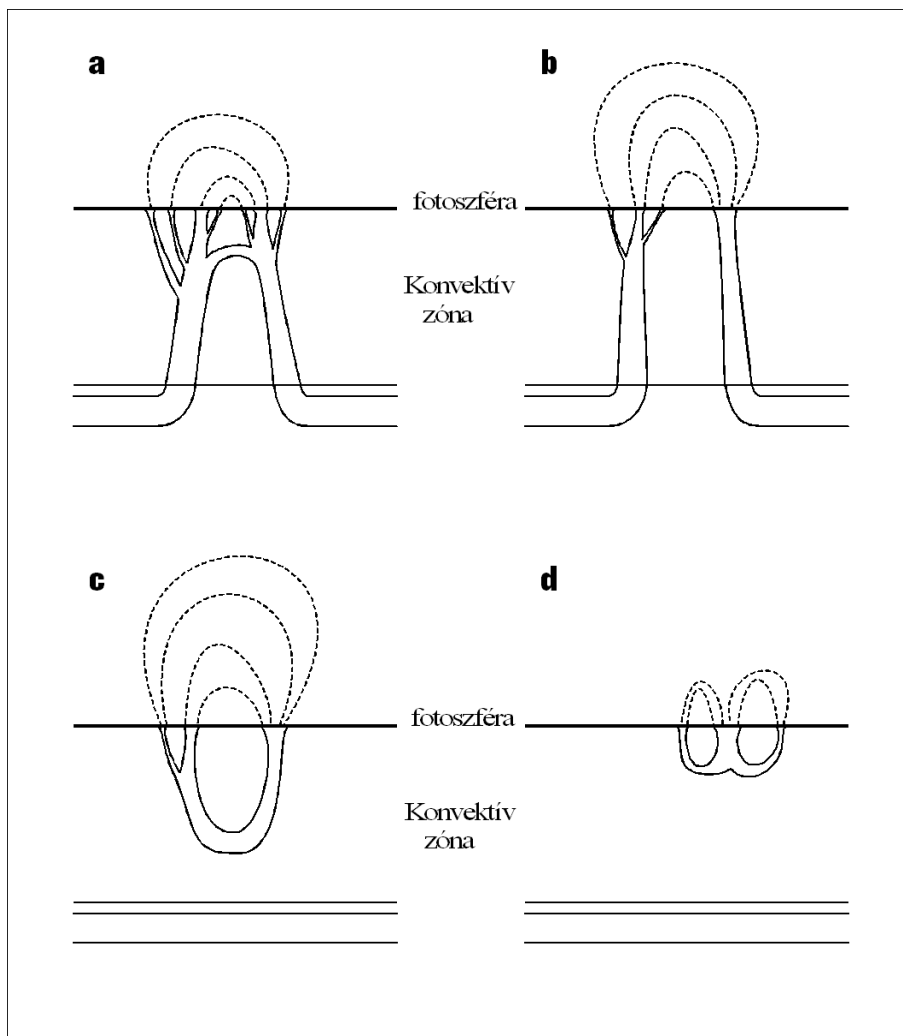 a
b
fotoszféra
Konvektív
zóna
c
d
fotoszféra
Konvektív
zóna